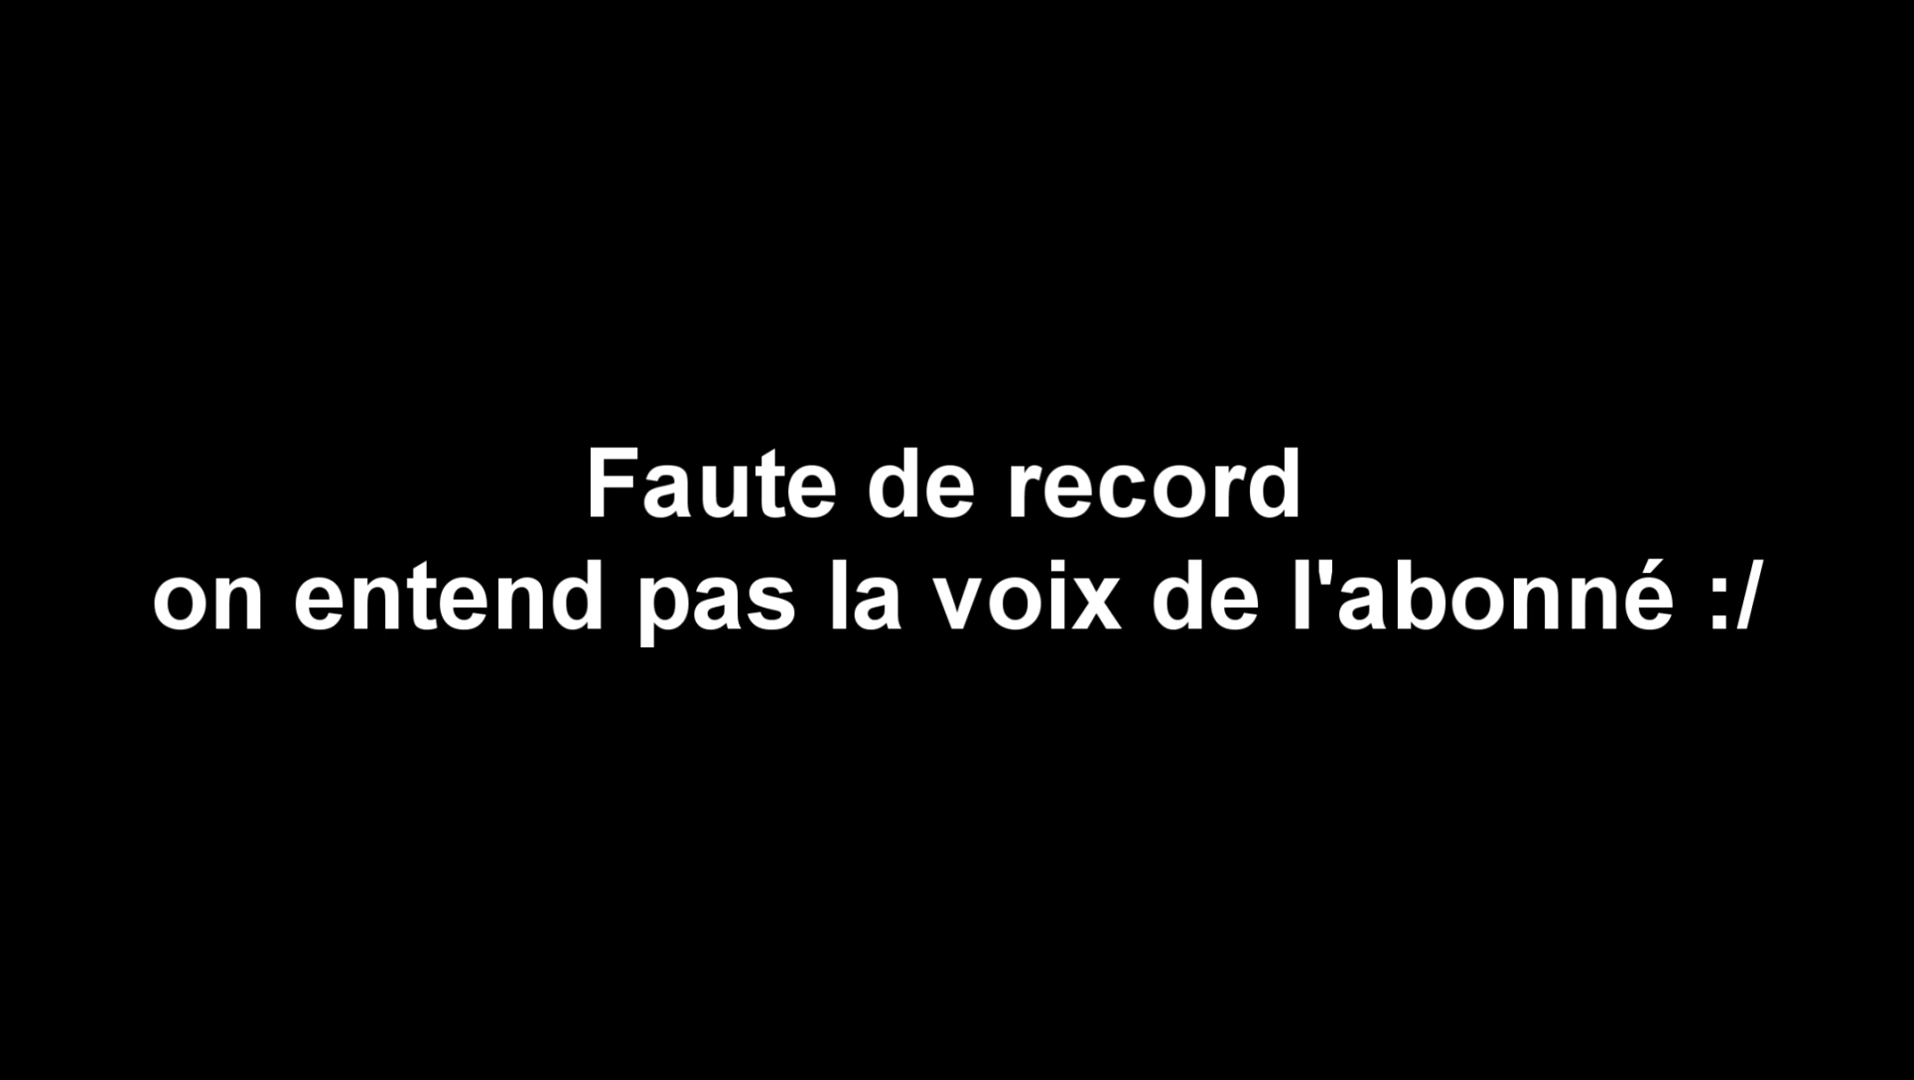 Faute de record
on entend pas la voix de l'abonné :/